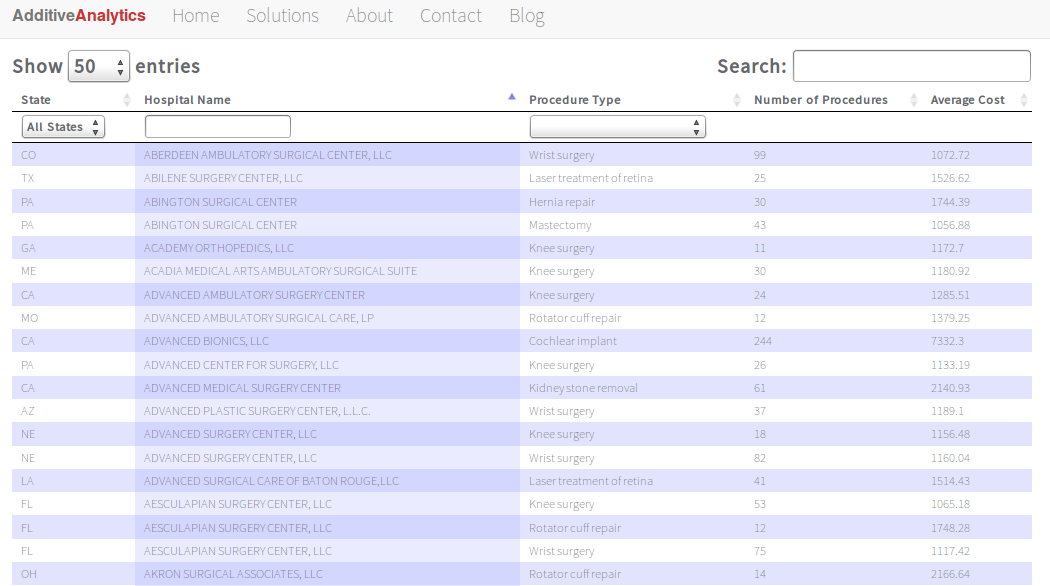 AdditiveAnalytics Home Solutions About Contact Blog
Show 50 entries Search:
State Hospital Name Procedure Type Number of Procedures Average Cost
All States
CO ABERDEEN AMBULATORY SURGICAL CENTER, LLC Wrist surgery 99 1072.72
TX ABILENE SURGERY CENTER, LLC Laser treatment of retina 25 1526.62
PA ABINGTON SURGICAL CENTER Hernia repair 30 1744.39
PA ABINGTON SURGICAL CENTER Mastectomy 43 1056.88
GA ACADEMY ORTHOPEDICS, LLC Knee surgery 11 1172.7
ME ACADIA MEDICAL ARTS AMBULATORY SURGICAL SUITE Knee surgery 30 1180.92
CA ADVANCED AMBULATORY SURGERY CENTER Knee surgery 24 1285.51
MO ADVANCED AMBULATORY SURGICAL CARE, LP Rotator cuff repair 12 1379.25
CA ADVANCED BIONICS, LLC Cochlear implant 244 7332.3
PA ADVANCED CENTER FOR SURGERY, LLC Knee surgery 26 1133.19
CA ADVANCED MEDICAL SURGERY CENTER Kidney stone removal 61 2140.93
AZ ADVANCED PLASTIC SURGERY CENTER, L.L.C. Wrist surgery 37 1189.1
NE ADVANCED SURGERY CENTER, LLC Knee surgery 18 1156.48
NE ADVANCED SURGERY CENTER, LLC Wrist surgery 82 1160.04
LA ADVANCED SURGICAL CARE OF BATON ROUGE,LLC Laser treatment of retina 41 1514.43
FL AESCULAPIAN SURGERY CENTER, LLC Knee surgery 53 1065.18
FL AESCULAPIAN SURGERY CENTER, LLC Rotator cuff repair 12 1748.28
FL AESCULAPIAN SURGERY CENTER, LLC Wrist surgery 75 1117.42
OH AKRON SURGICAL ASSOCIATES, LLC Rotator cuff repair 14 2166.64